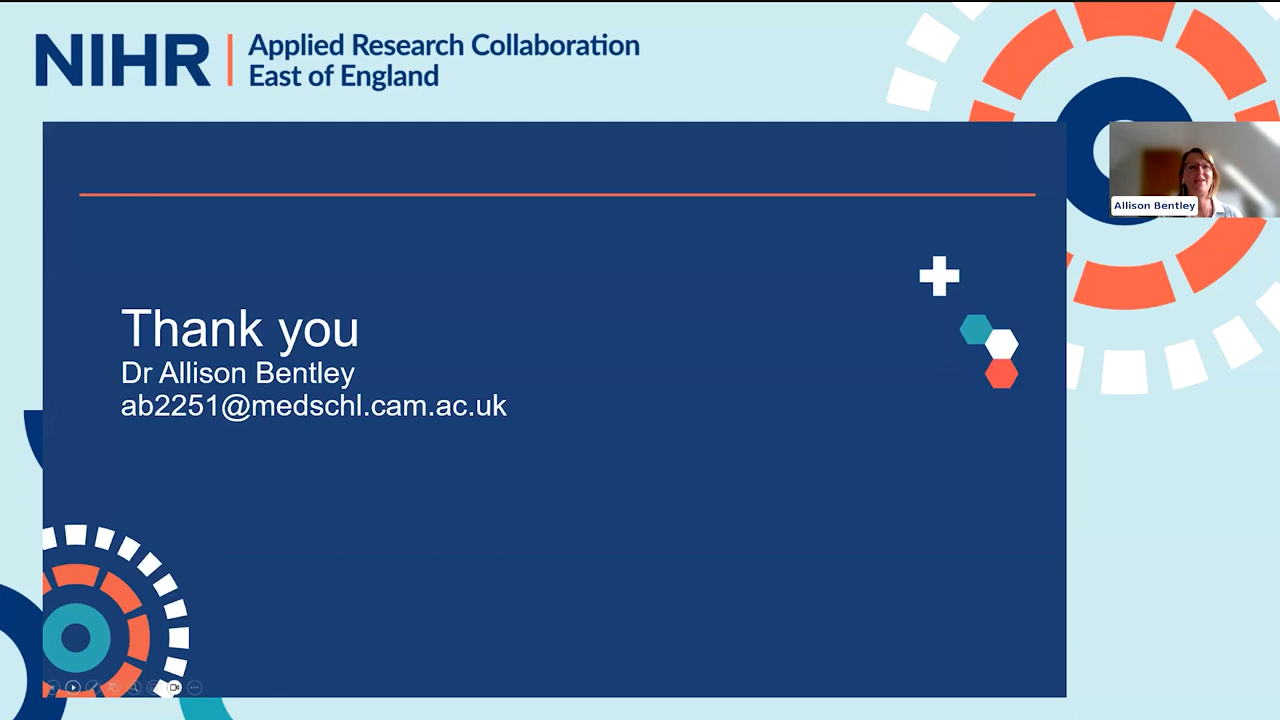 NIHR | Applied Research Collaboration
East of England
Allison Bentley
Thank you
Dr Allison Bentley
ab2251@medschl.cam.ac.uk